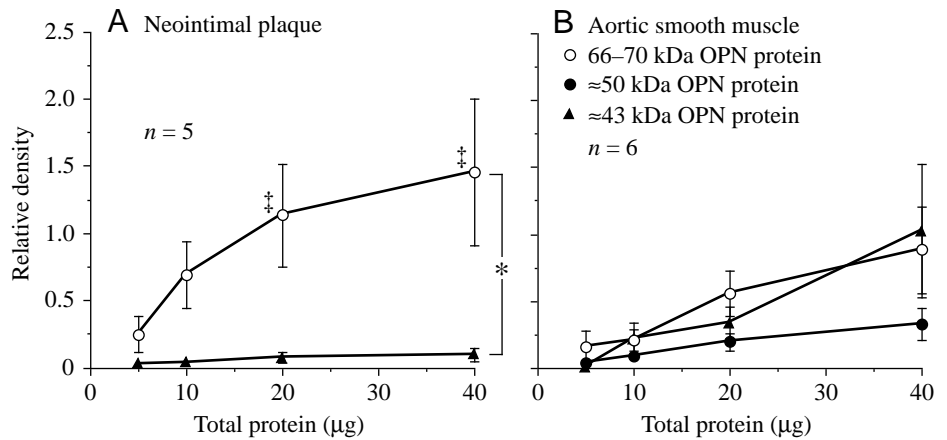 A Neointimal plaque
2.5
2.0
1.5
1.0
0.5
0
n = 5
‡
‡
*
Relative density
0 10 20 30 40
Total protein (μg)
B Aortic smooth muscle
66–70 kDa OPN protein
≈50 kDa OPN protein
≈43 kDa OPN protein
n = 6
0 10 20 30 40
Total protein (μg)